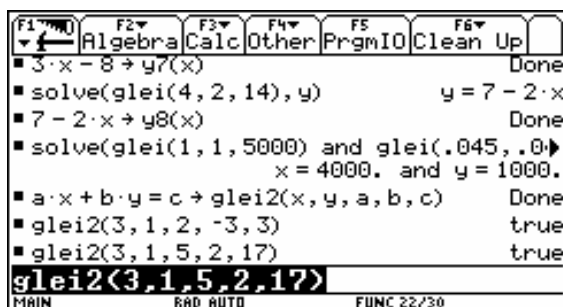 F1 F2 F3 F4 F5 F6
Algebra Calc Other PrgmIO Clean Up
▪ 3·x − 8 → y7(x) Done
▪ solve(glei(4, 2, 14), y) y = 7 − 2·x
▪ 7 − 2·x → y8(x) Done
▪ solve(glei(1, 1, 5000) and glei(.045, .0▶
x = 4000. and y = 1000.
▪ a·x + b·y = c → glei2(x, y, a, b, c) Done
▪ glei2(3, 1, 2, -3, 3) true
▪ glei2(3, 1, 5, 2, 17) true
glei2(3,1,5,2,17)
MAIN RAD AUTO FUNC 22/30